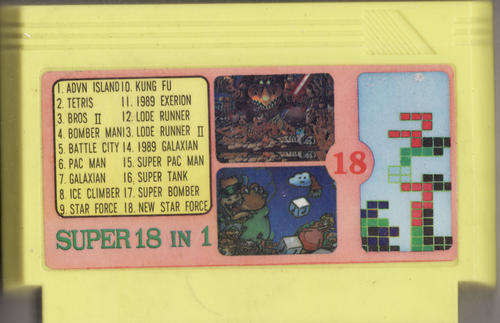 1. ADVN ISLAND 10. KUNG FU
2. TETRIS 11. 1989 EXERION
3. BROS II 12. LODE RUNNER
4. BOMBER MAN 13. LODE RUNNER II
5. BATTLE CITY 14. 1989 GALAXIAN
6. PAC MAN 15. SUPER PAC MAN
7. GALAXIAN 16. SUPER TANK
8. ICE CLIMBER 17. SUPER BOMBER
9. STAR FORCE 18. NEW STAR FORCE
SUPER 18 IN 1
18